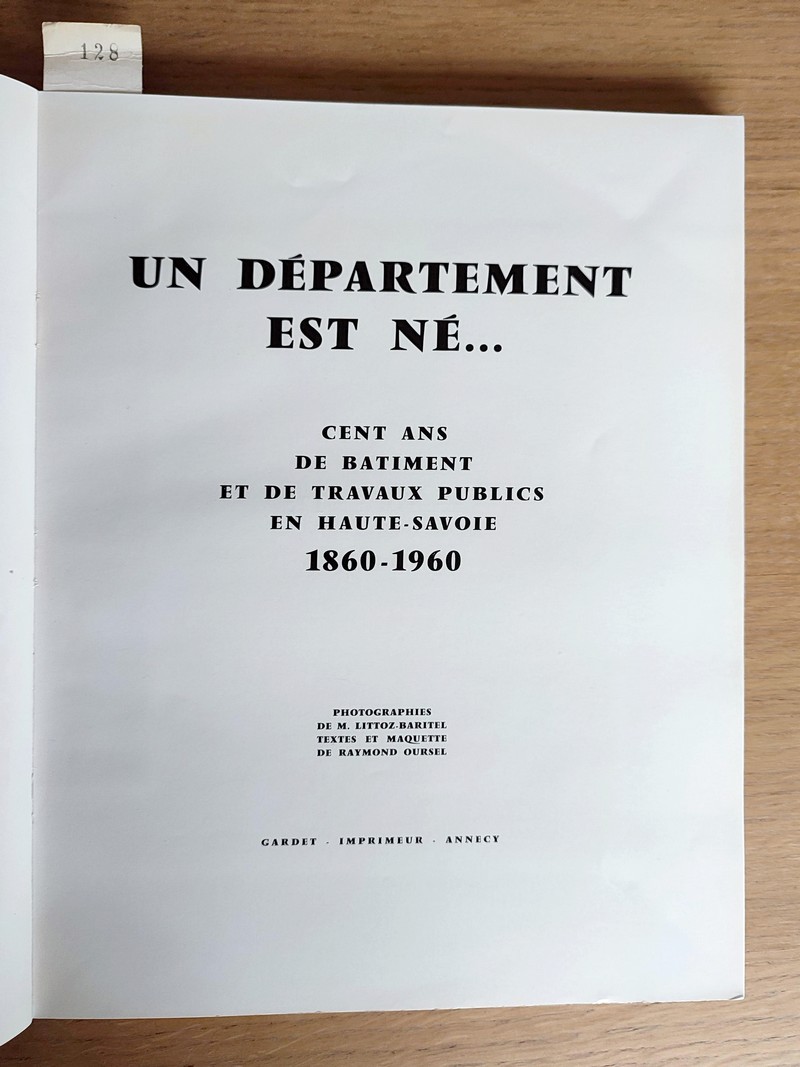 128
UN DÉPARTEMENT
EST NÉ...
CENT ANS
DE BATIMENT
ET DE TRAVAUX PUBLICS
EN HAUTE-SAVOIE
1860-1960
PHOTOGRAPHIES
DE M. LITTOZ-BARITEL
TEXTES ET MAQUETTE
DE RAYMOND OURSEL
GARDET . IMPRIMEUR . ANNECY